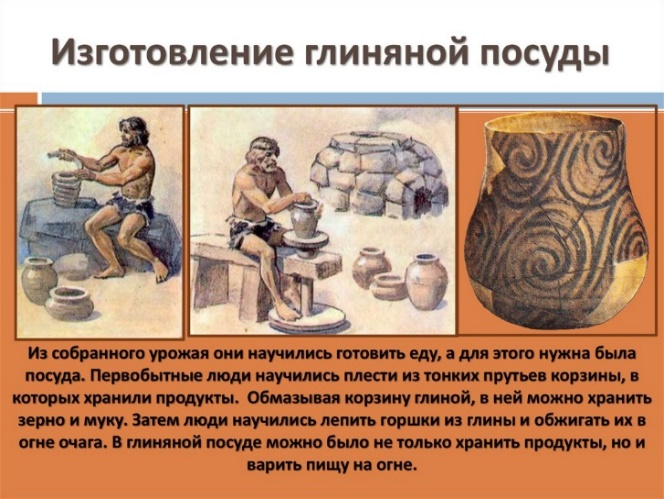 Изготовление глиняной посуды
Из собранного урожая они научились готовить еду, а для этого нужна была
посуда. Первобытные люди научились плести из тонких прутьев корзины, в
которых хранили продукты. Обмазывая корзину глиной, в ней можно хранить
зерно и муку. Затем люди научились лепить горшки из глины и обжигать их в
огне очага. В глиняной посуде можно было не только хранить продукты, но и
варить пищу на огне.